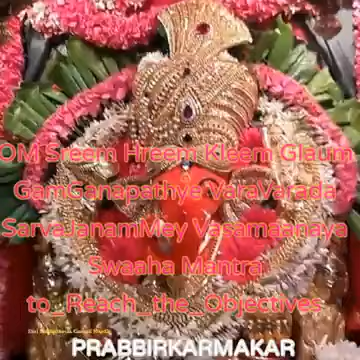 OM Sreem Hreem Kleem Glaum
GamGanapathye VaraVarada
SarvaJanamMey Vasamaanaya
Swaaha Mantra
to_Reach_the_Objectives
PRABBIRKARMAKAR